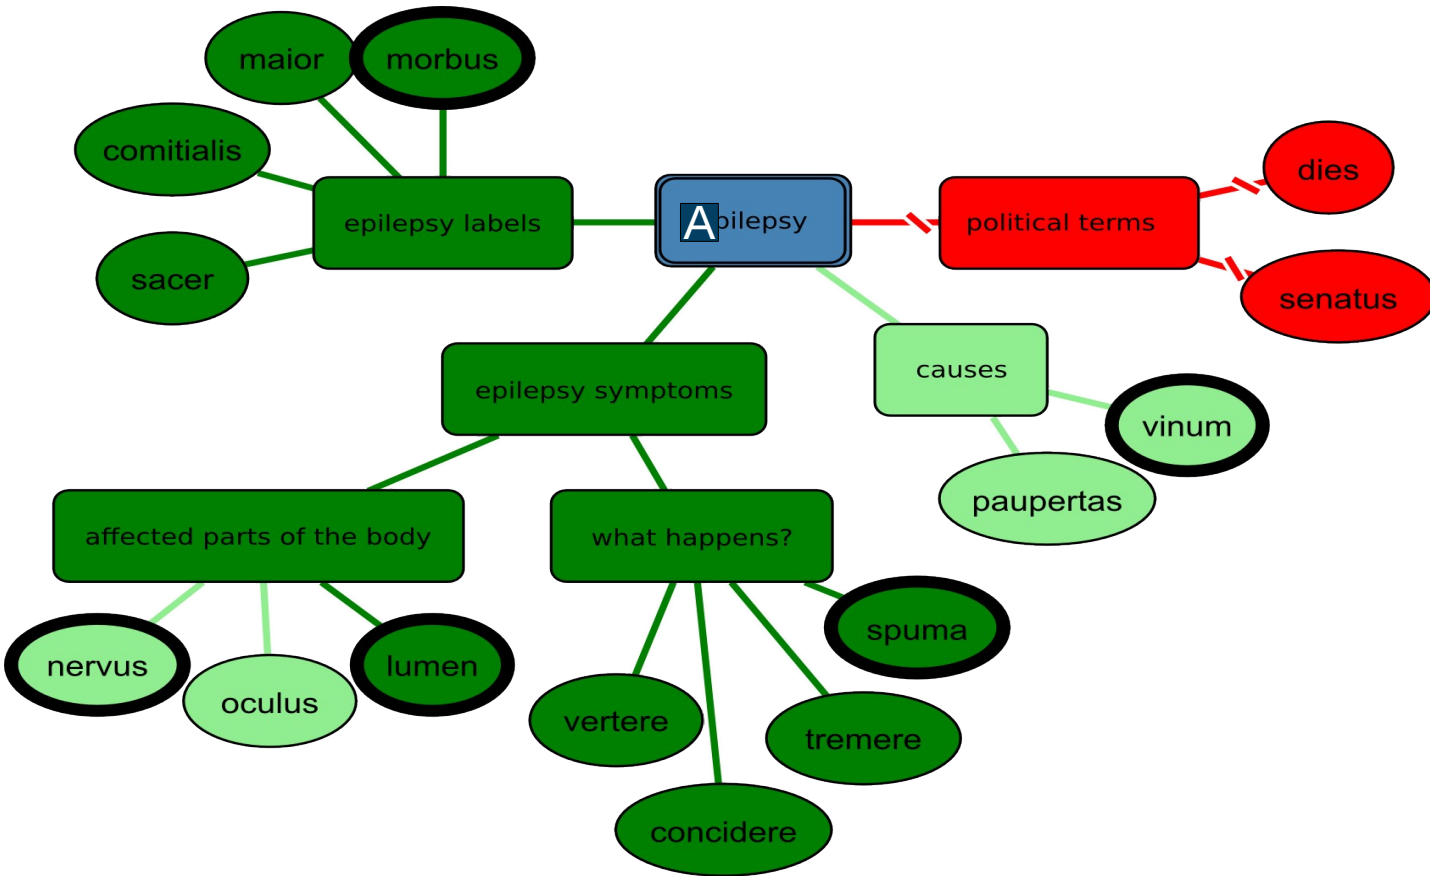 maior
morbus
comitialis
sacer
epilepsy labels
A
pilepsy
political terms
dies
senatus
epilepsy symptoms
causes
vinum
paupertas
affected parts of the body
what happens?
nervus
oculus
lumen
spuma
vertere
tremere
concidere